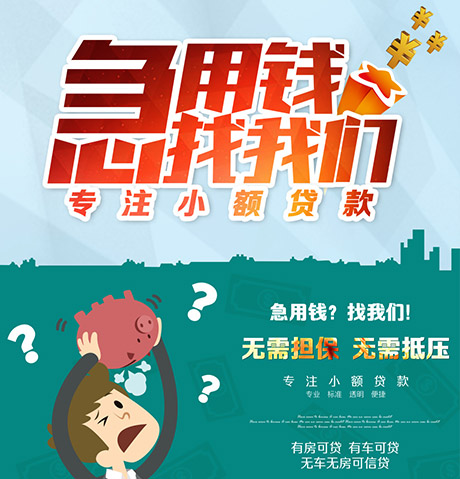 急用钱
找我们
专注小额贷款
急用钱？找我们！
无需担保 无需抵压
专注小额贷款
专业 标准 透明 便捷
有房可贷 有车可贷
无车无房可信贷